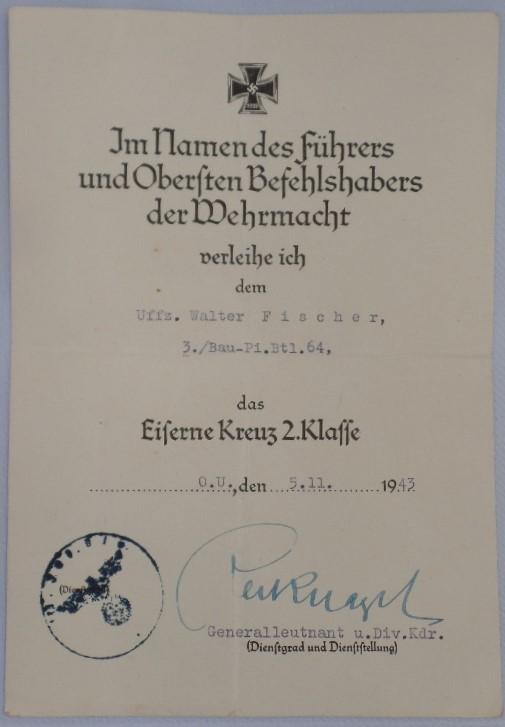 Im Namen des Führers
und Oberſten Befehlshabers
der Wehrmacht
verleihe ich
dem
Uffz. Walter F i s c h e r,
3./Bau-Pi.Btl.64,
das
Eiſerne Kreuz 2.Klaſſe
O.U., den 5.11. 1943
Generalleutnant u.Div.Kdr.
(Dienſtgrad und Dienſtſtellung)